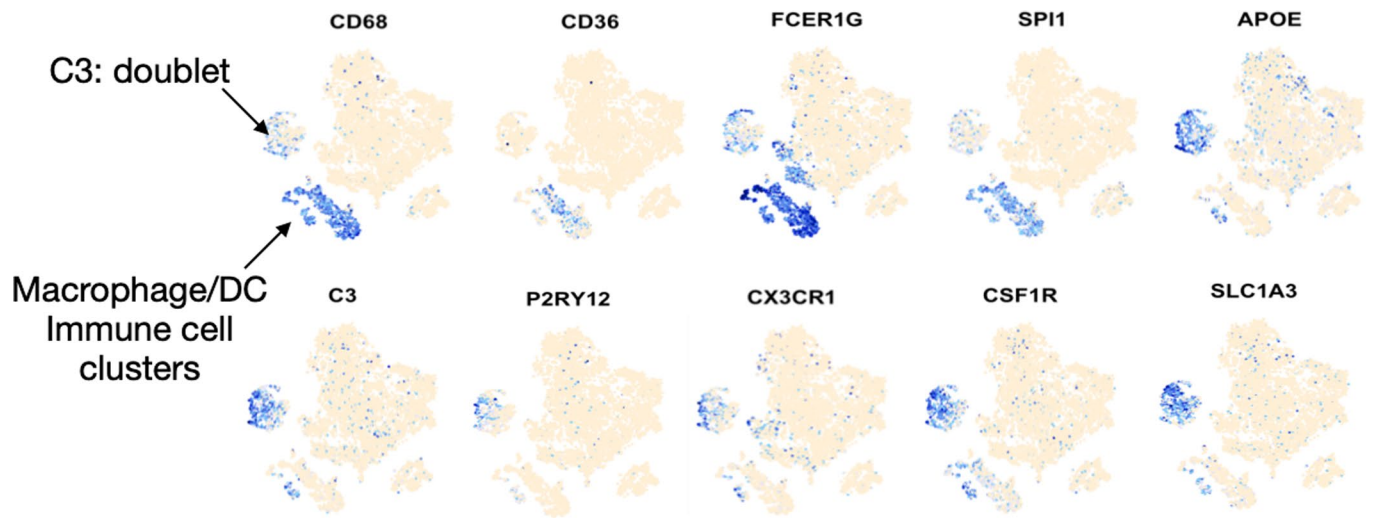 CD68
CD36
FCER1G
SPI1
APOE
C3: doublet
Macrophage/DC
Immune cell
clusters
C3
P2RY12
CX3CR1
CSF1R
SLC1A3